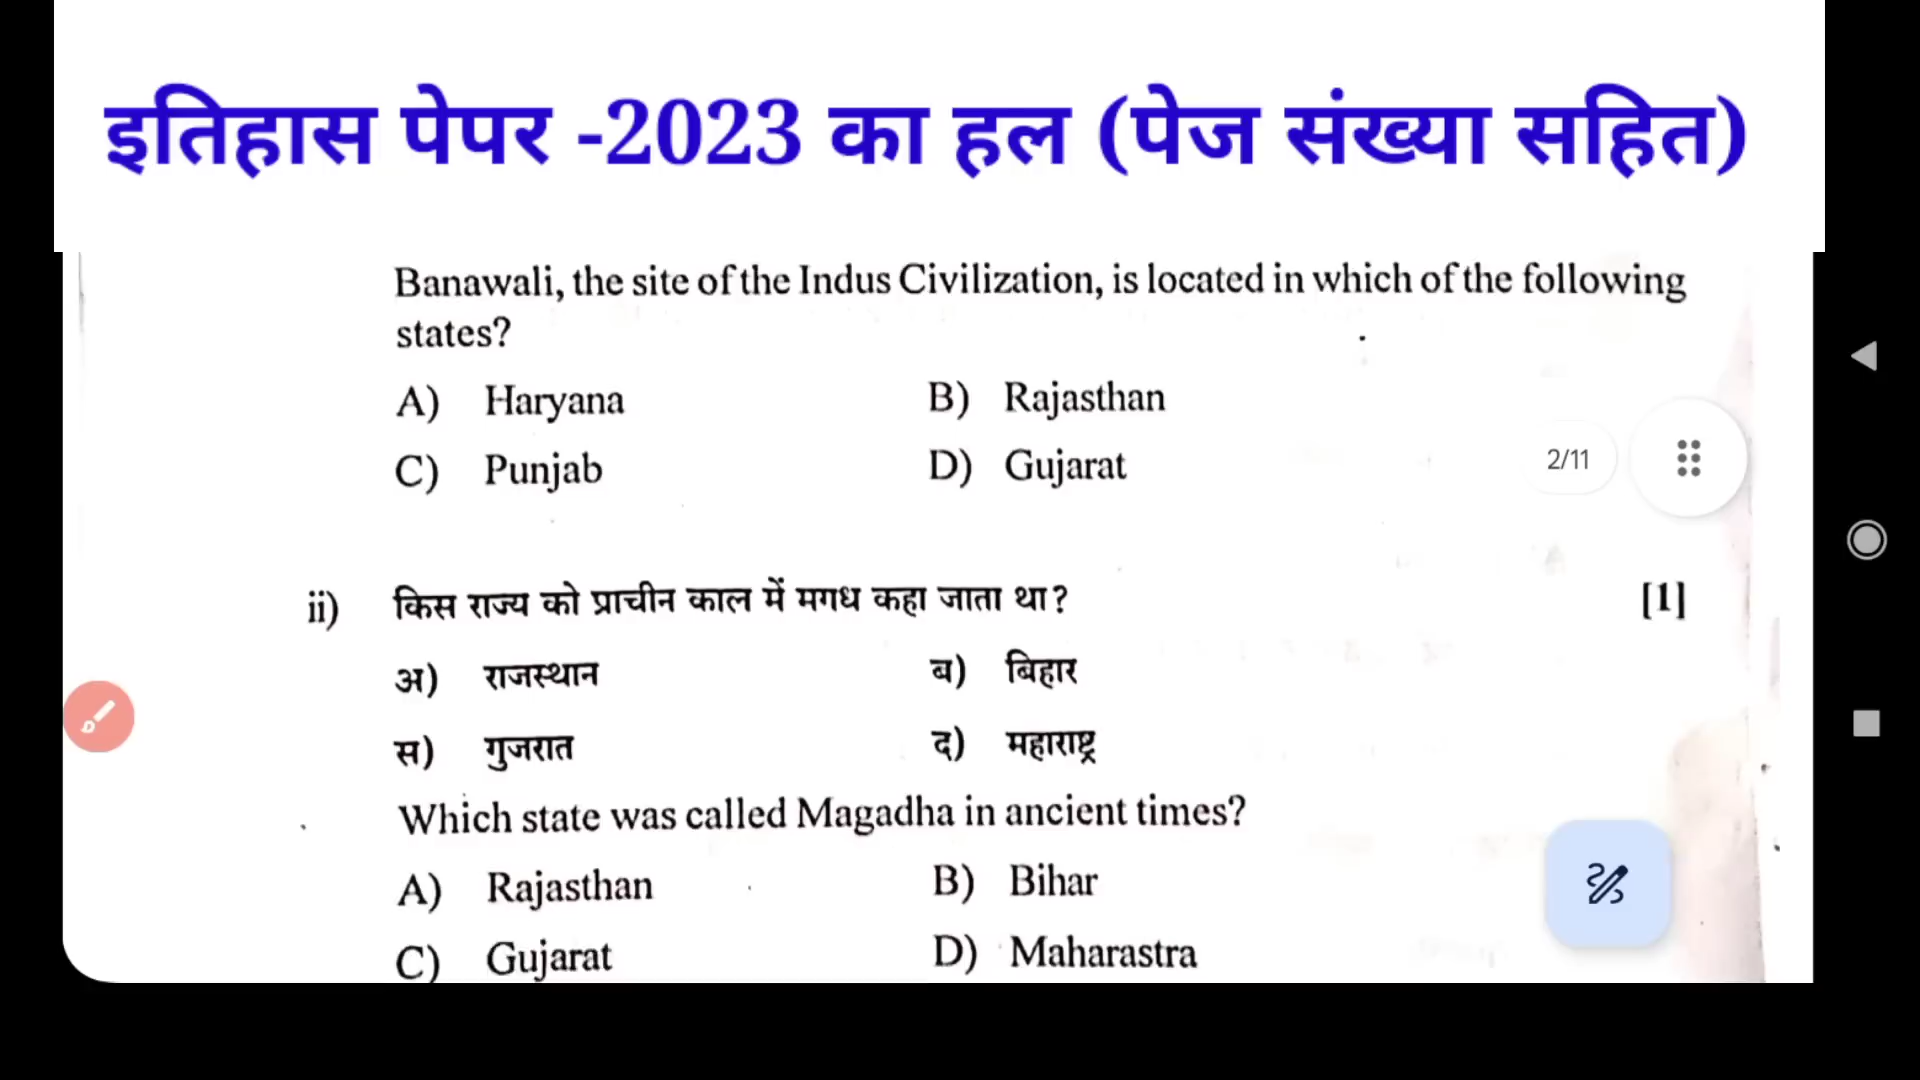 इतिहास पेपर -2023 का हल (पेज संख्या सहित)
Banawali, the site of the Indus Civilization, is located in which of the following
states?
A) Haryana B) Rajasthan
C) Punjab D) Gujarat
2/11
ii) किस राज्य को प्राचीन काल में मगध कहा जाता था? [1]
अ) राजस्थान ब) बिहार
स) गुजरात द) महाराष्ट्र
Which state was called Magadha in ancient times?
A) Rajasthan B) Bihar
C) Gujarat D) Maharastra